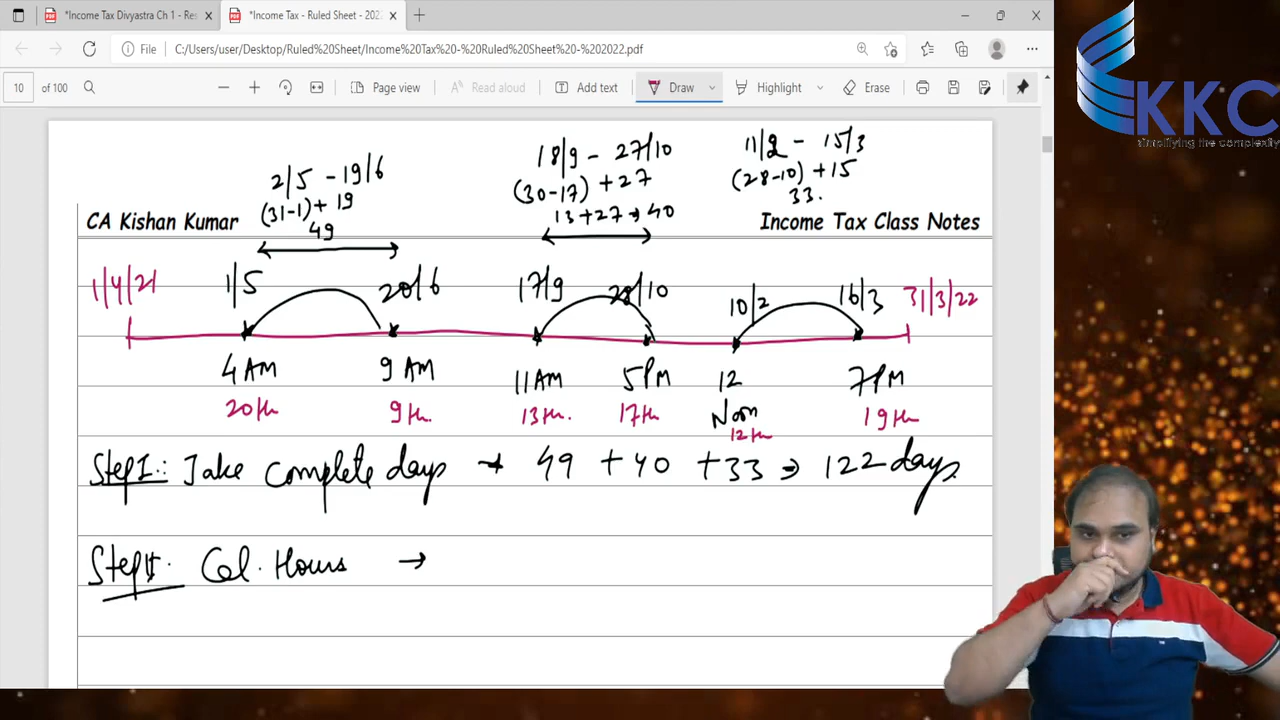 *Income Tax Divyastra Ch 1 - Res
*Income Tax - Ruled Sheet - 202
File C:/Users/user/Desktop/Ruled%20Sheet/Income%20Tax%20-%20Ruled%20Sheet%20-%202022.pdf
10 of 100 Page view Read aloud Add text Draw Highlight Erase
KKC
simplifying the complexity
2/5 - 19/6
(31-1) + 19
49
18/9 - 27/10
(30-17) + 27
13 + 27 → 40
11/2 - 15/3
(28-10) + 15
33.
CA Kishan Kumar Income Tax Class Notes
1/4/21 1/5 20/6 17/9 28/10 10/2 16/3 31/3/22
4 AM 9 AM 11 AM 5 PM 12 Noon 7 PM
20 Hr 9 Hr. 13 Hr. 17 Hr 12 Hr 19 Hr
Step I.: Take Complete days → 49 + 40 + 33 ⇒ 122 days.
Step II. Cal. Hours →